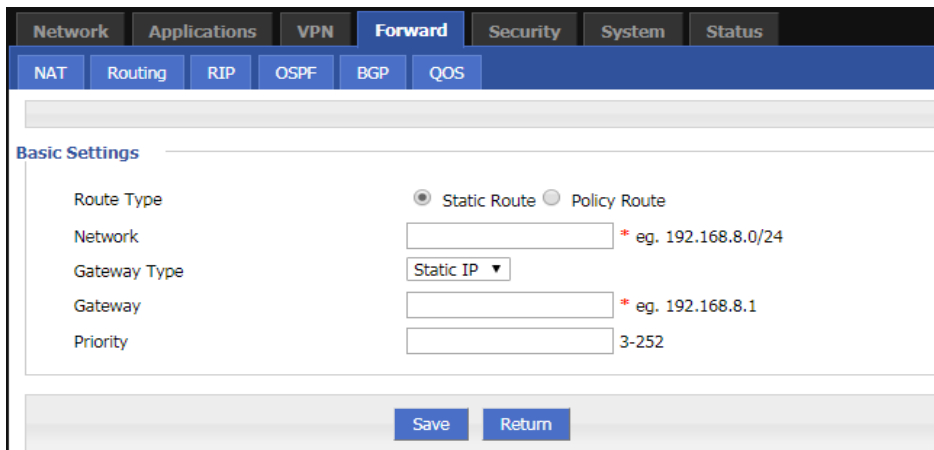 Network Applications VPN Forward Security System Status
NAT Routing RIP OSPF BGP QOS
Basic Settings
Route Type Static Route Policy Route
Network * eg. 192.168.8.0/24
Gateway Type Static IP ▼
Gateway * eg. 192.168.8.1
Priority 3-252
Save Return